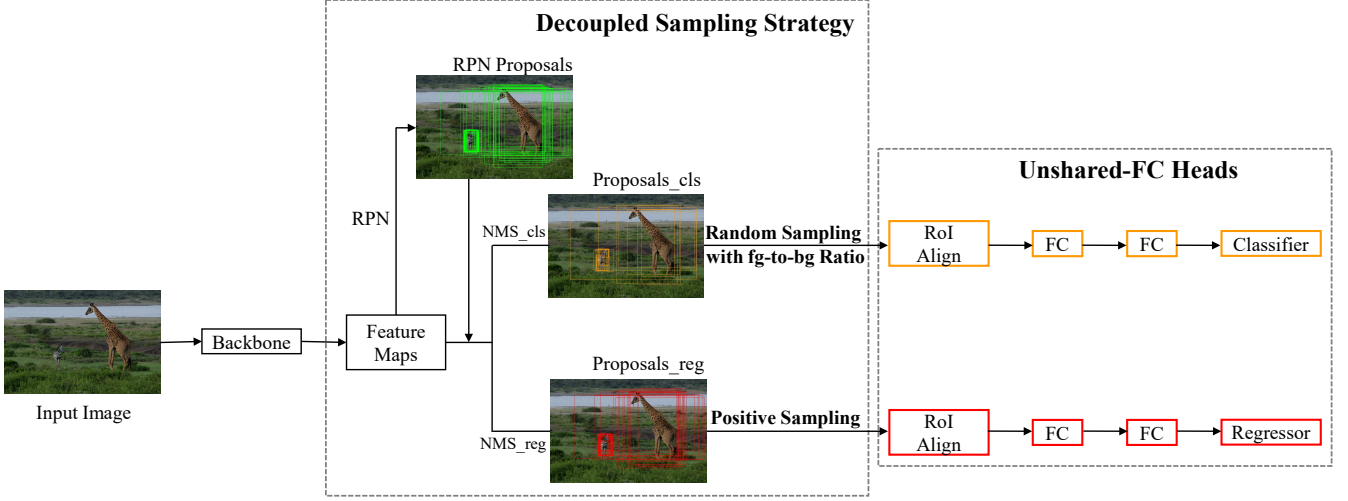 Decoupled Sampling Strategy
RPN Proposals
RPN
Proposals_cls
NMS_cls
Random Sampling
with fg-to-bg Ratio
Unshared-FC Heads
RoI
Align
FC
FC
Classifier
Input Image
Backbone
Feature
Maps
Proposals_reg
NMS_reg
Positive Sampling
RoI
Align
FC
FC
Regressor